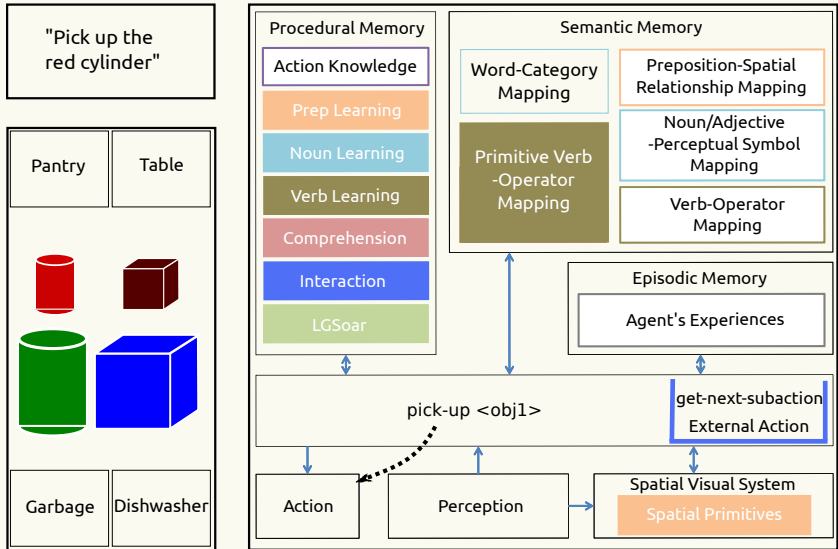 "Pick up the
red cylinder"
Pantry
Table
Garbage
Dishwasher
Procedural Memory
Action Knowledge
Prep Learning
Noun Learning
Verb Learning
Comprehension
Interaction
LGSoar
Semantic Memory
Word-Category
Mapping
Primitive Verb
-Operator
Mapping
Preposition-Spatial
Relationship Mapping
Noun/Adjective
-Perceptual Symbol
Mapping
Verb-Operator
Mapping
Episodic Memory
Agent's Experiences
pick-up <obj1>
get-next-subaction
External Action
Action
Perception
Spatial Visual System
Spatial Primitives